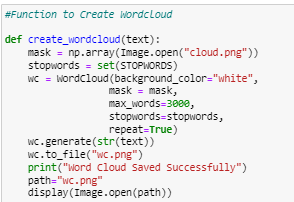 #Function to Create Wordcloud
def create_wordcloud(text):
    mask = np.array(Image.open("cloud.png"))
    stopwords = set(STOPWORDS)
    wc = WordCloud(background_color="white",
                   mask = mask,
                   max_words=3000,
                   stopwords=stopwords,
                   repeat=True)
    wc.generate(str(text))
    wc.to_file("wc.png")
    print("Word Cloud Saved Successfully")
    path="wc.png"
    display(Image.open(path))